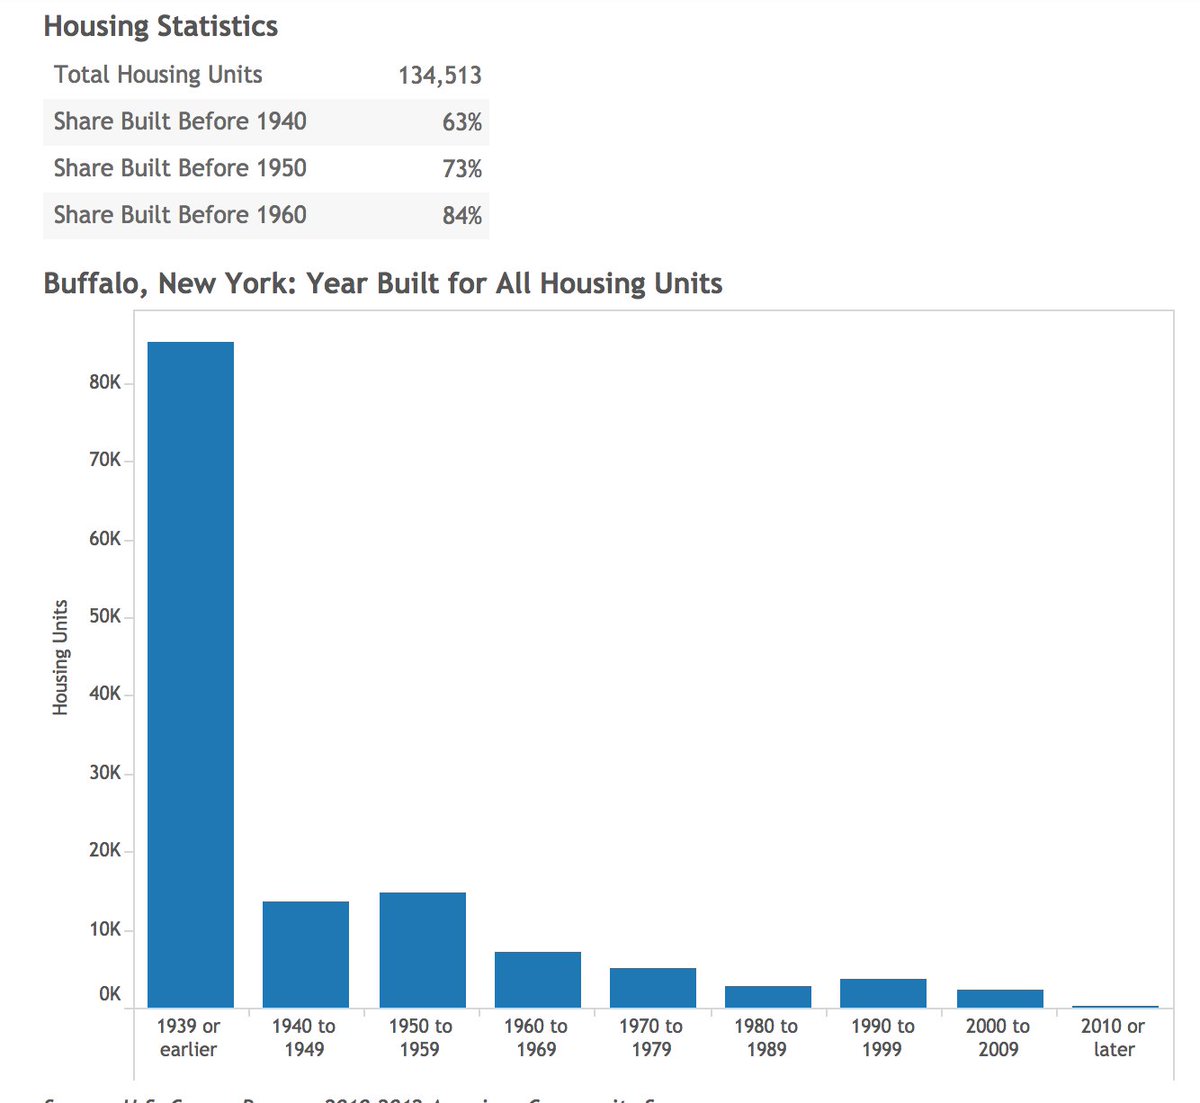 Housing Statistics
Total Housing Units 134,513
Share Built Before 1940 63%
Share Built Before 1950 73%
Share Built Before 1960 84%
Buffalo, New York: Year Built for All Housing Units
Housing Units
80K
70K
60K
50K
40K
30K
20K
10K
0K
1939 or earlier
1940 to 1949
1950 to 1959
1960 to 1969
1970 to 1979
1980 to 1989
1990 to 1999
2000 to 2009
2010 or later